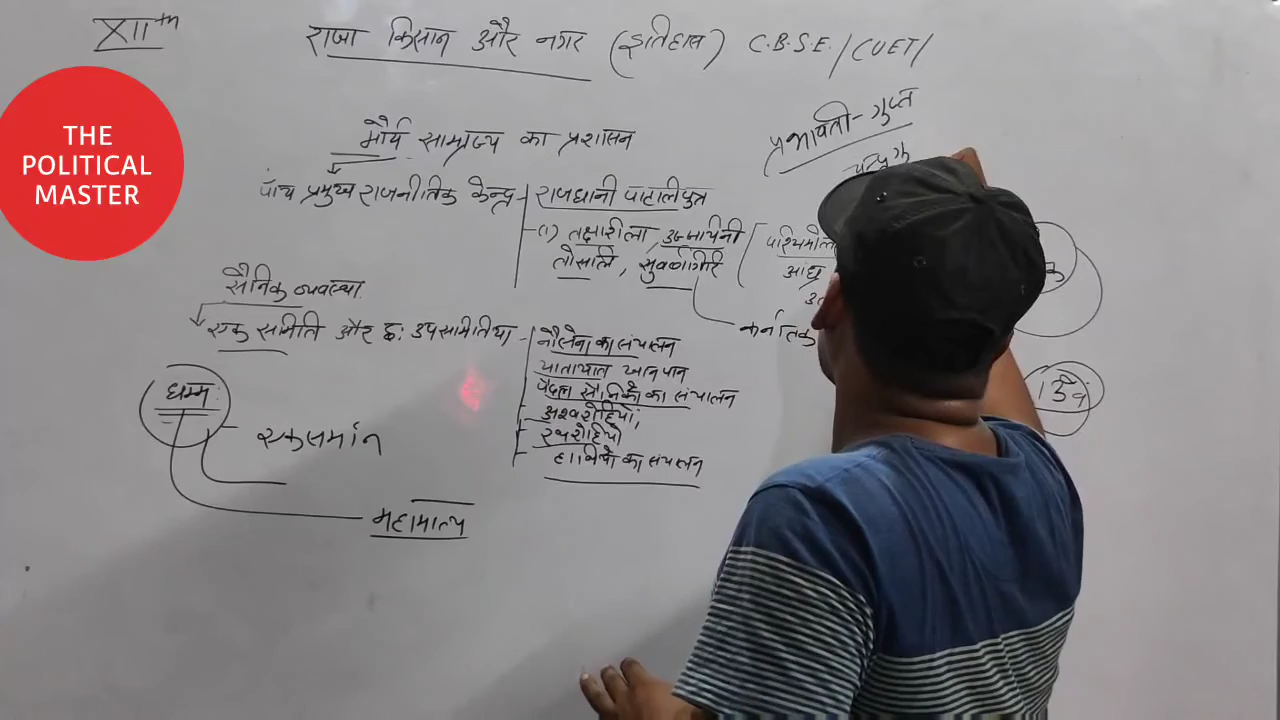 XIIth
राजा किसान और नगर (इतिहास) C.B.S.E./CUET/
THE
POLITICAL
MASTER
प्रभावती-गुप्त
मौर्य साम्राज्य का प्रशासन
पांच प्रमुख राजनीतिक केन्द्र
राजधानी पाटलिपुत्र
(1) तक्षशिला, उज्जयिनी
तोसलि, सुवर्णगिरि
आंध्र
कर्नाटक
सैनिक व्यवस्था
एक समिति और छः उपसमितिया
नौसेना का संचालन
यातायात खानपान
पैदल सैनिको का संचालन
अश्वरोहियों,
रथरोहियो
हाथियो का संचालन
धम्म
एकसमान
महामात्य